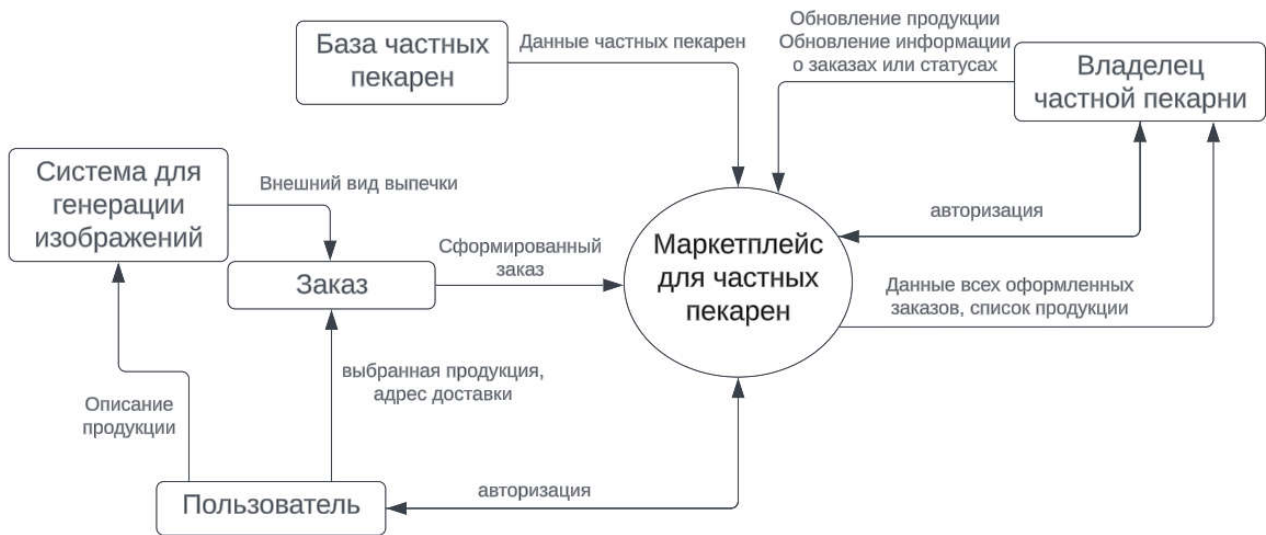 База частных
пекарен
Данные частных пекарен
Обновление продукции
Обновление информации
о заказах или статусах
Владелец
частной пекарни
Система для
генерации
изображений
Внешний вид выпечки
Заказ
Сформированный
заказ
Маркетплейс
для частных
пекарен
авторизация
Данные всех оформленных
заказов, список продукции
выбранная продукция,
адрес доставки
Описание
продукции
Пользователь
авторизация